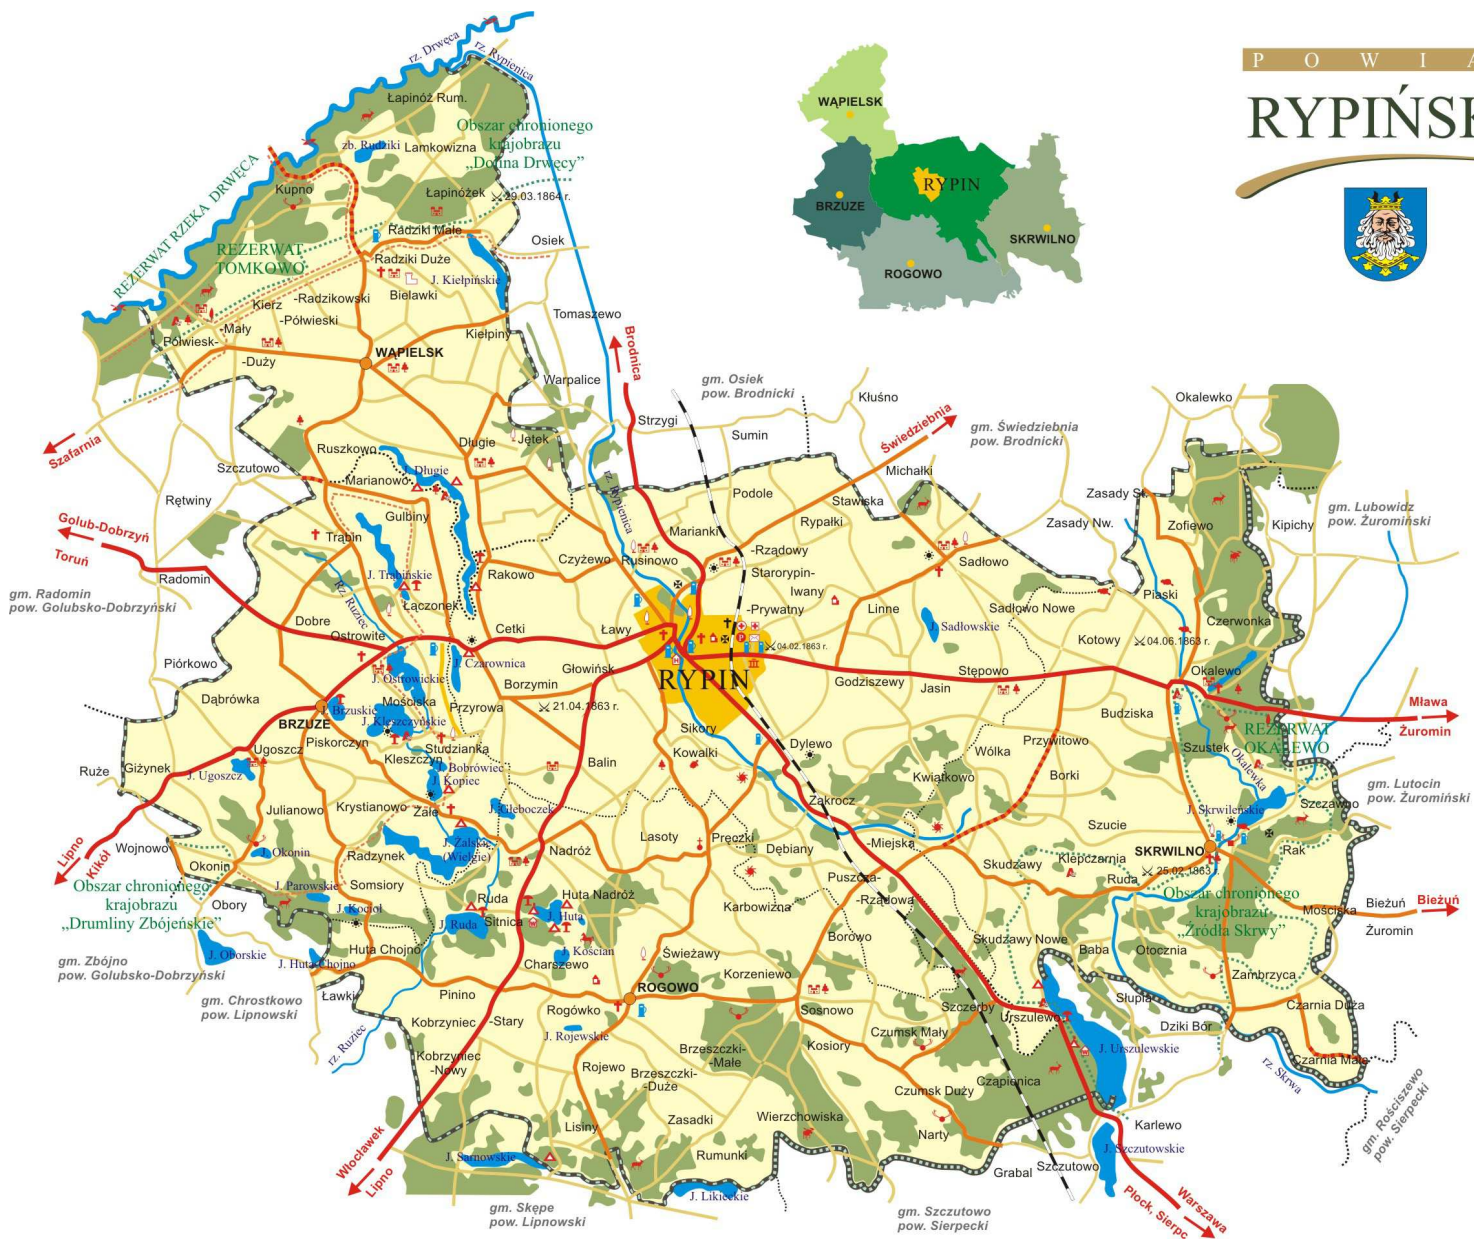 POWIA
RYPIŃSK
WĄPIELSK
BRZUZE
RYPIN
ROGOWO
SKRWILNO
rz. Drwęca
rz. Rypienica
Łapinóż Rum.
Obszar chronionego
krajobrazu
„Dolina Drwęcy”
zb. Rudziki
Lamkowizna
REZERWAT RZEKA DRWĘCA
Kupno
Łapinóżek
29.03.1864 r.
Radziki Małe
Osiek
REZERWAT
TOMKOWO
Radziki Duże
J. Kiełpińskie
Bielawki
Kierz
-Radzikowski
-Półwieski
Tomaszewo
-Mały
Półwiesk-
-Duży
Kiełpiny
WĄPIELSK
Brodnica
Warpalice
gm. Osiek
pow. Brodnicki
Kłuśno
Okalewko
Strzygi
Sumin
Świedziebnia
gm. Świedziebnia
pow. Brodnicki
Szafarnia
Szczutowo
Ruszkowo
Długie
Jętek
Marianowo
J. Długie
Michałki
Rętwiny
rz. Rypienica
Podole
Stawiska
Zasady St.
Gulbiny
Golub-Dobrzyń
Toruń
Trąbin
Marianki
Rypałki
Zasady Nw.
Zofiewo
Kipichy
gm. Lubowidz
pow. Żuromiński
Radomin
J. Trąbińskie
Rz. Ruziec
Rakowo
Czyżewo
Rusinowo
-Rządowy
Starorypin-
Iwany
-Prywatny
Sadłowo
Piaski
gm. Radomin
pow. Golubsko-Dobrzyński
Łączonek
Linne
Sadłowo Nowe
Czerwonka
Dobre
Ostrowite
Cetki
Ławy
J. Sadłowskie
Kotowy
04.02.1863 r.
04.06.1863 r.
Piórkowo
J. Czarownica
Głowińsk
Godziszewy
Jasin
Stępowo
Okalewo
J. Ostrowickie
RYPIN
Borzymin
Dąbrówka
Mościska
Przyrowa
21.04.1863 r.
J. Brzuskie
BRZUZE
J. Kleszczyńskie
Budziska
Mława
Żuromin
REZERWAT
OKALEWO
Sikory
Piskorczyn
Studzianka
Ugoszcz
Kleszczyn
Kowalki
Dylewo
Wólka
Przywitowo
Szustek
Okalewka
Ruże
Giżynek
J. Ugoszcz
J. Bobrówiec
J. Kopiec
Balin
Kwiatkowo
Borki
gm. Lutocin
pow. Żuromiński
Julianowo
Krystianowo
Żałe
J. Głęboczek
Zakrocz
J. Skrwileńskie
Szczawno
Lasoty
Pręczki
Szucie
Lipno
Kikół
Wojnowo
J. Okonin
Radzynek
J. Żalskie
(Wielgie)
Nadróż
Dębiany
-Miejska
Skudzawy
Klepczarnia
SKRWILNO
Rak
Okonin
Ruda
25.02.1863 r.
Obszar chronionego
krajobrazu
„Drumliny Zbójeńskie”
J. Parowskie
Somsiory
Ruda
Huta Nadróż
Puszcza-
-Rządowa
Karbowizna
Obszar chronionego
krajobrazu
„Źródła Skrwy”
Obory
J. Kocioł
J. Ruda
Sitnica
J. Huta
Mościska
Bieżuń
Bieżuń
Żuromin
J. Oborskie
Huta Chojno
J. Huta Chojno
Charszewo
J. Kościan
Świeżawy
Borowo
Skudzawy Nowe
Baba
Otocznia
gm. Zbójno
pow. Golubsko-Dobrzyński
Korzeniewo
Zambrzyca
Ławki
Pinino
ROGOWO
Słupia
gm. Chrostkowo
pow. Lipnowski
Rogówko
Sosnowo
Szczerby
Urszulewo
Czarnia Duża
Kobrzyniec
-Stary
Dziki Bór
J. Rojewskie
Czumsk Mały
rz. Ruziec
Kosiory
J. Urszulewskie
Kobrzyniec
-Nowy
Brzeszczki-
-Małe
Czarnia Mała
Rojewo
Brzeszczki-
-Duże
Cząpienica
rz. Skrwa
Czumsk Duży
gm. Rościszewo
pow. Sierpecki
Zasadki
Wierzchowiska
Lisiny
Narty
Karlewo
Włocławek
Lipno
J. Sarnowskie
Rumunki
Grabal
Szczutowo
J. Szczutowskie
J. Likieckie
gm. Skępe
pow. Lipnowski
gm. Szczutowo
pow. Sierpecki
Warszawa
Płock, Sierpc